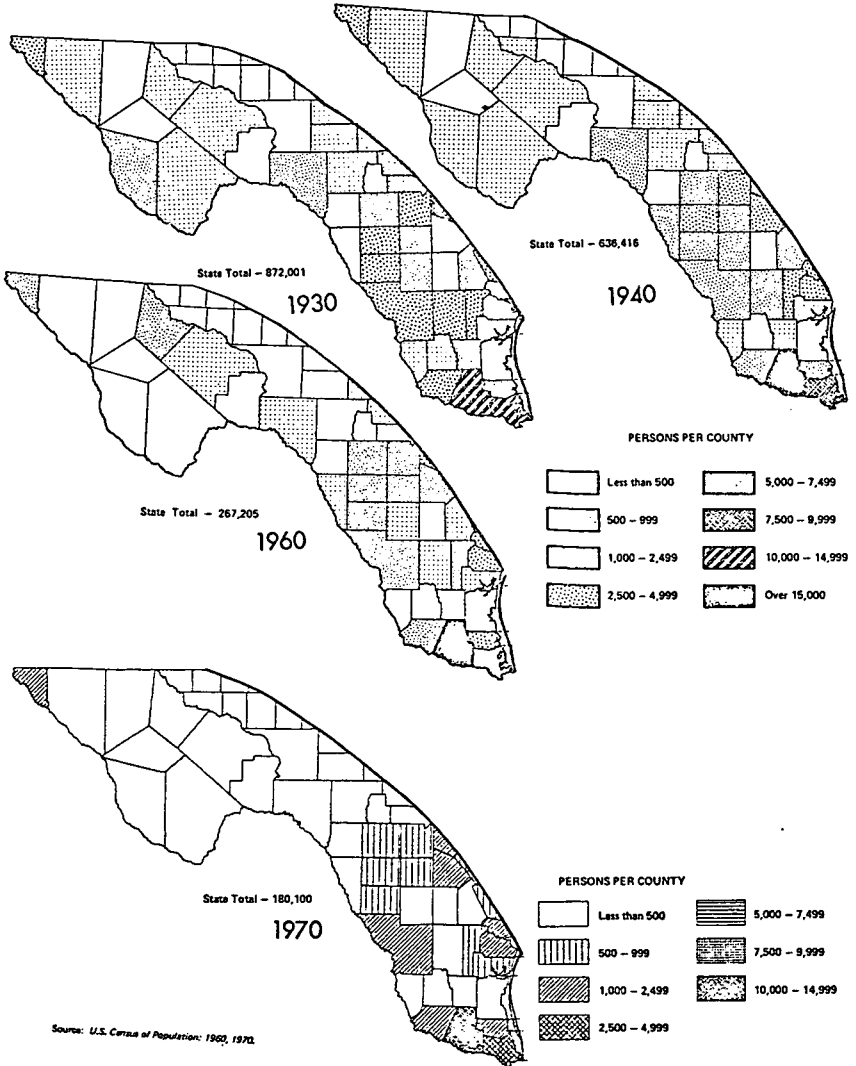 State Total – 872,001
1930
State Total – 636,416
1940
State Total – 267,205
1960
PERSONS PER COUNTY
Less than 500
500 – 999
1,000 – 2,499
2,500 – 4,999
5,000 – 7,499
7,500 – 9,999
10,000 – 14,999
Over 15,000
State Total – 180,100
1970
PERSONS PER COUNTY
Less than 500
500 – 999
1,000 – 2,499
2,500 – 4,999
5,000 – 7,499
7,500 – 9,999
10,000 – 14,999
Source: U.S. Census of Population: 1960, 1970.